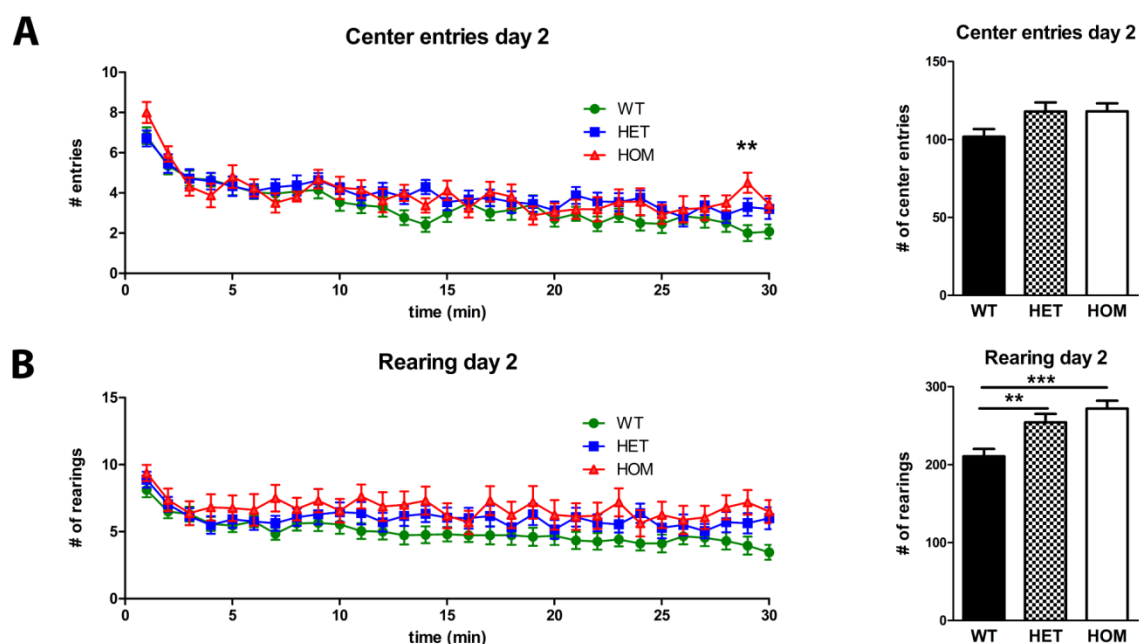 A
Center entries day 2
# entries
10
8
6
4
2
0
WT
HET
HOM
**
0 5 10 15 20 25 30
time (min)
Center entries day 2
# of center entries
150
100
50
0
WT HET HOM
B
Rearing day 2
# of rearings
15
10
5
0
WT
HET
HOM
0 5 10 15 20 25 30
time (min)
Rearing day 2
***
**
# of rearings
300
200
100
0
WT HET HOM